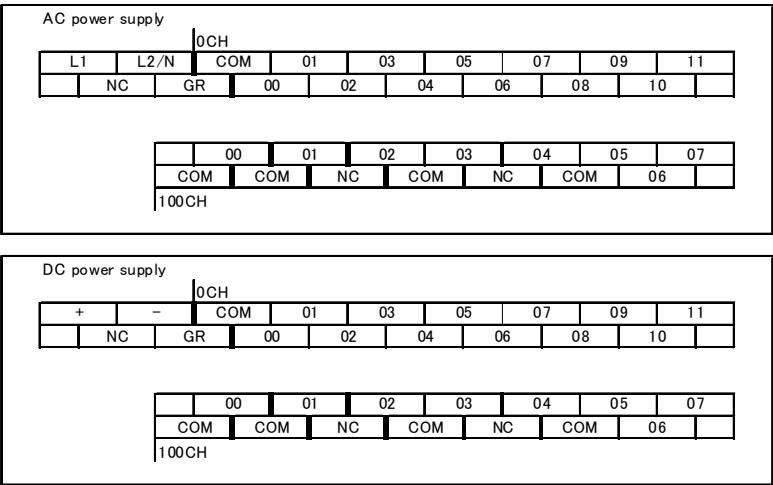 AC power supply
0CH
L1 L2/N COM 01 03 05 07 09 11
NC GR 00 02 04 06 08 10
00 01 02 03 04 05 07
COM COM NC COM NC COM 06
100CH
DC power supply
0CH
+ - COM 01 03 05 07 09 11
NC GR 00 02 04 06 08 10
00 01 02 03 04 05 07
COM COM NC COM NC COM 06
100CH